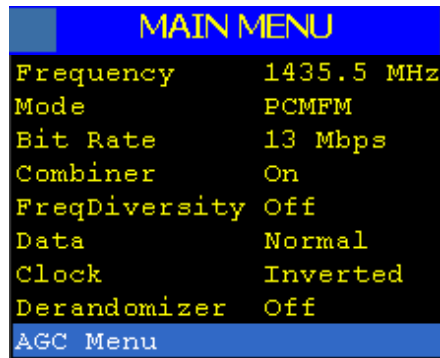 MAIN MENU
Frequency 1435.5 MHz
Mode PCMFM
Bit Rate 13 Mbps
Combiner On
FreqDiversity Off
Data Normal
Clock Inverted
Derandomizer Off
AGC Menu